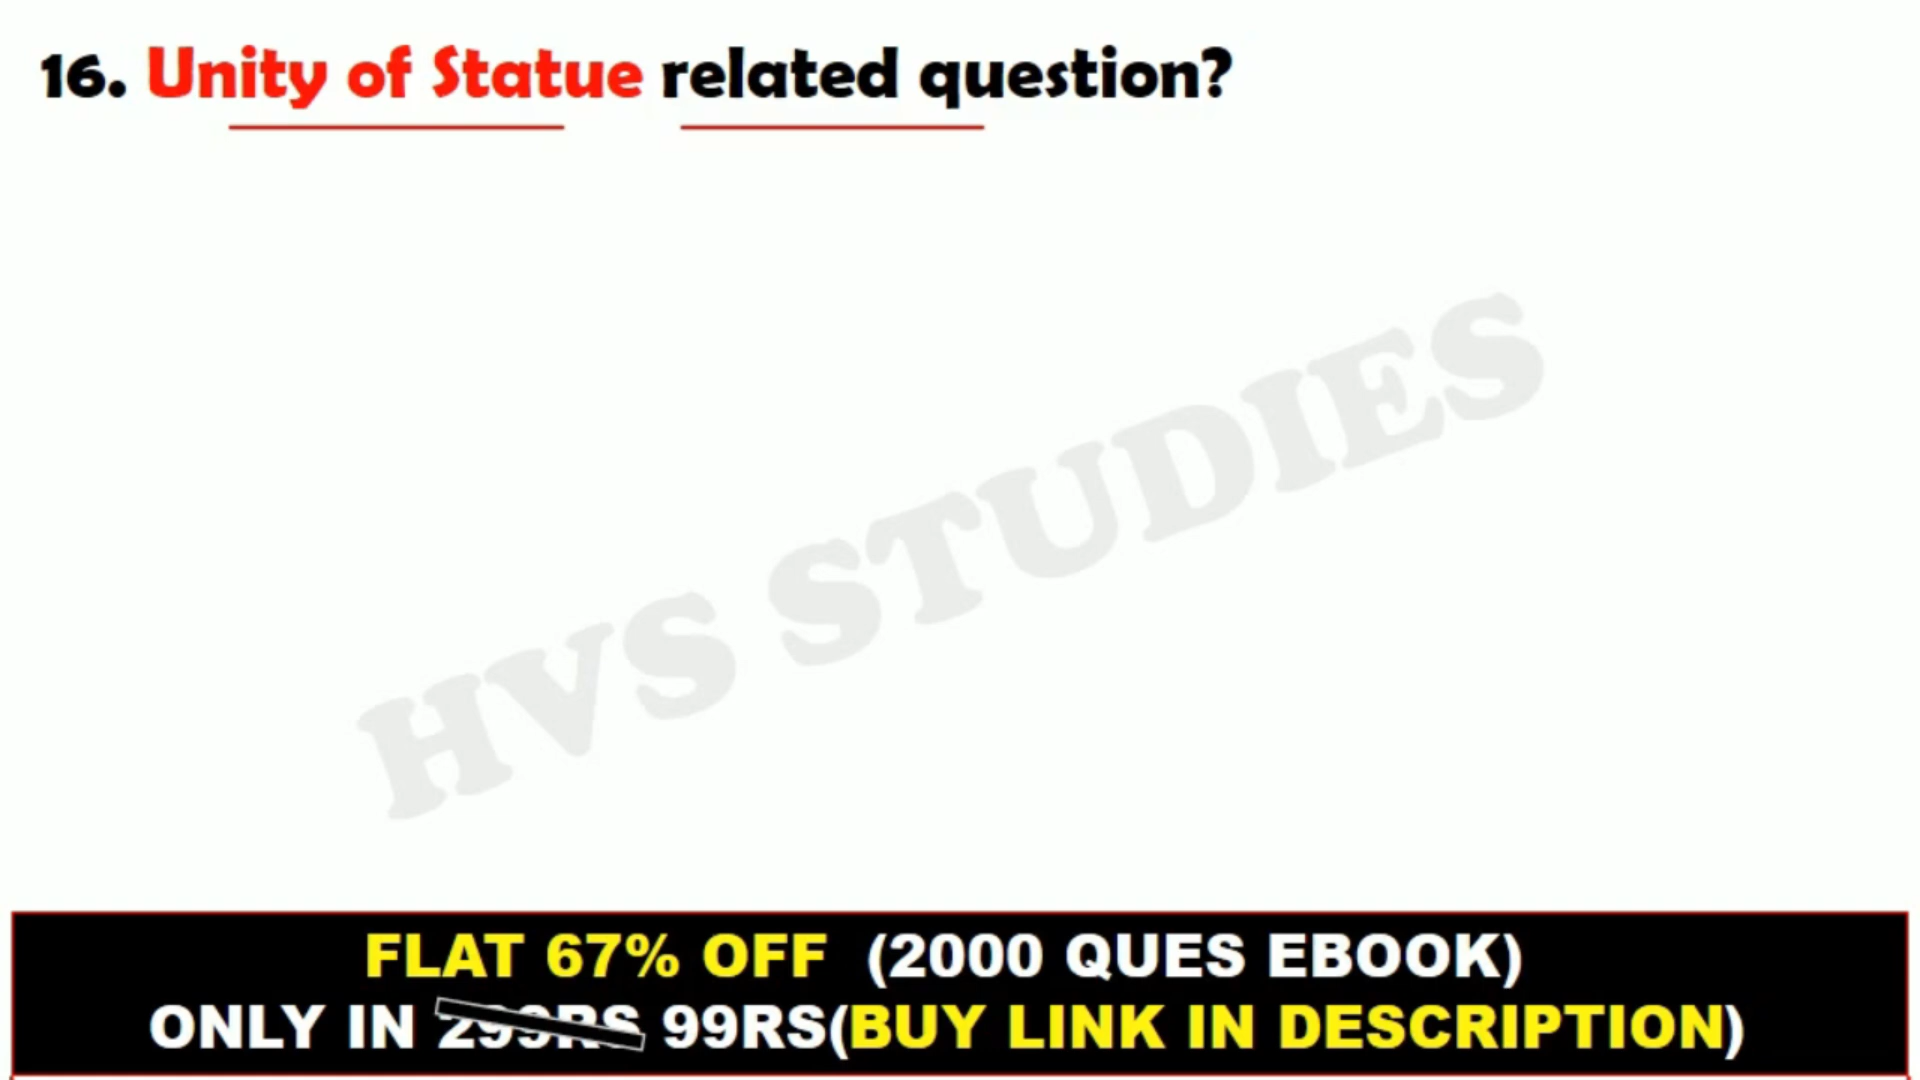 16. Unity of Statue related question?
HVS STUDIES
FLAT 67% OFF (2000 QUES EBOOK)
ONLY IN 299RS 99RS(BUY LINK IN DESCRIPTION)